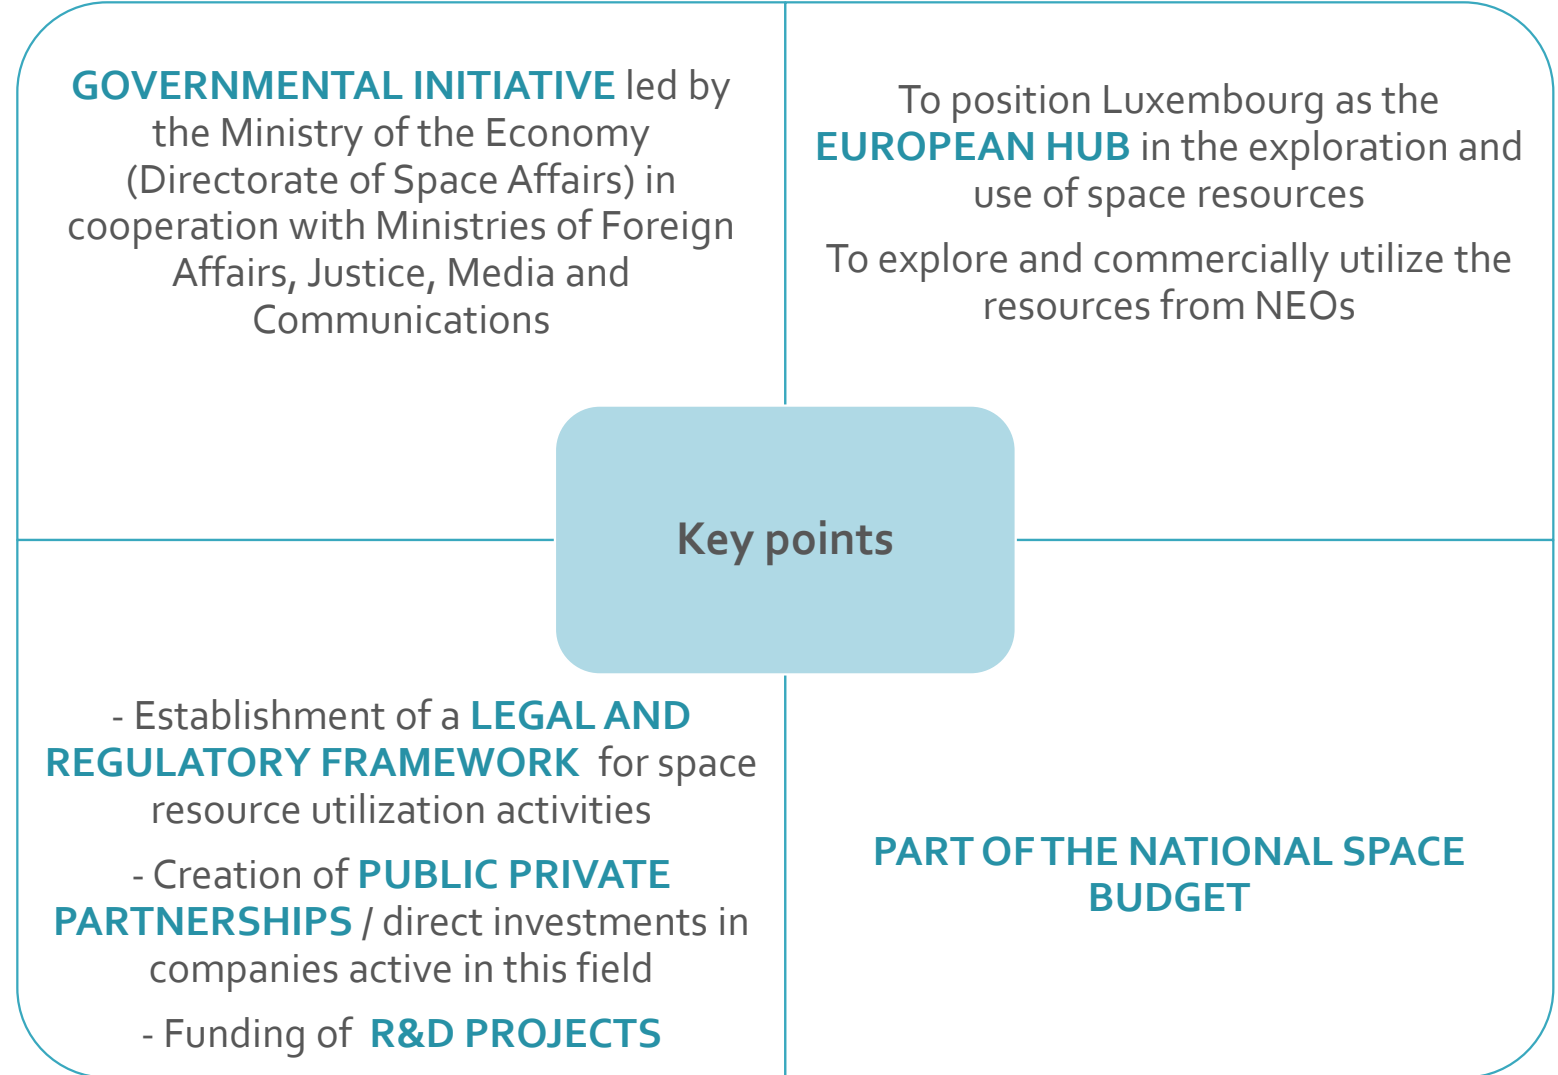 GOVERNMENTAL INITIATIVE led by
the Ministry of the Economy
(Directorate of Space Affairs) in
cooperation with Ministries of Foreign
Affairs, Justice, Media and
Communications
To position Luxembourg as the
EUROPEAN HUB in the exploration and
use of space resources
To explore and commercially utilize the
resources from NEOs
Key points
- Establishment of a LEGAL AND
REGULATORY FRAMEWORK for space
resource utilization activities
- Creation of PUBLIC PRIVATE
PARTNERSHIPS / direct investments in
companies active in this field
- Funding of R&D PROJECTS
PART OF THE NATIONAL SPACE
BUDGET